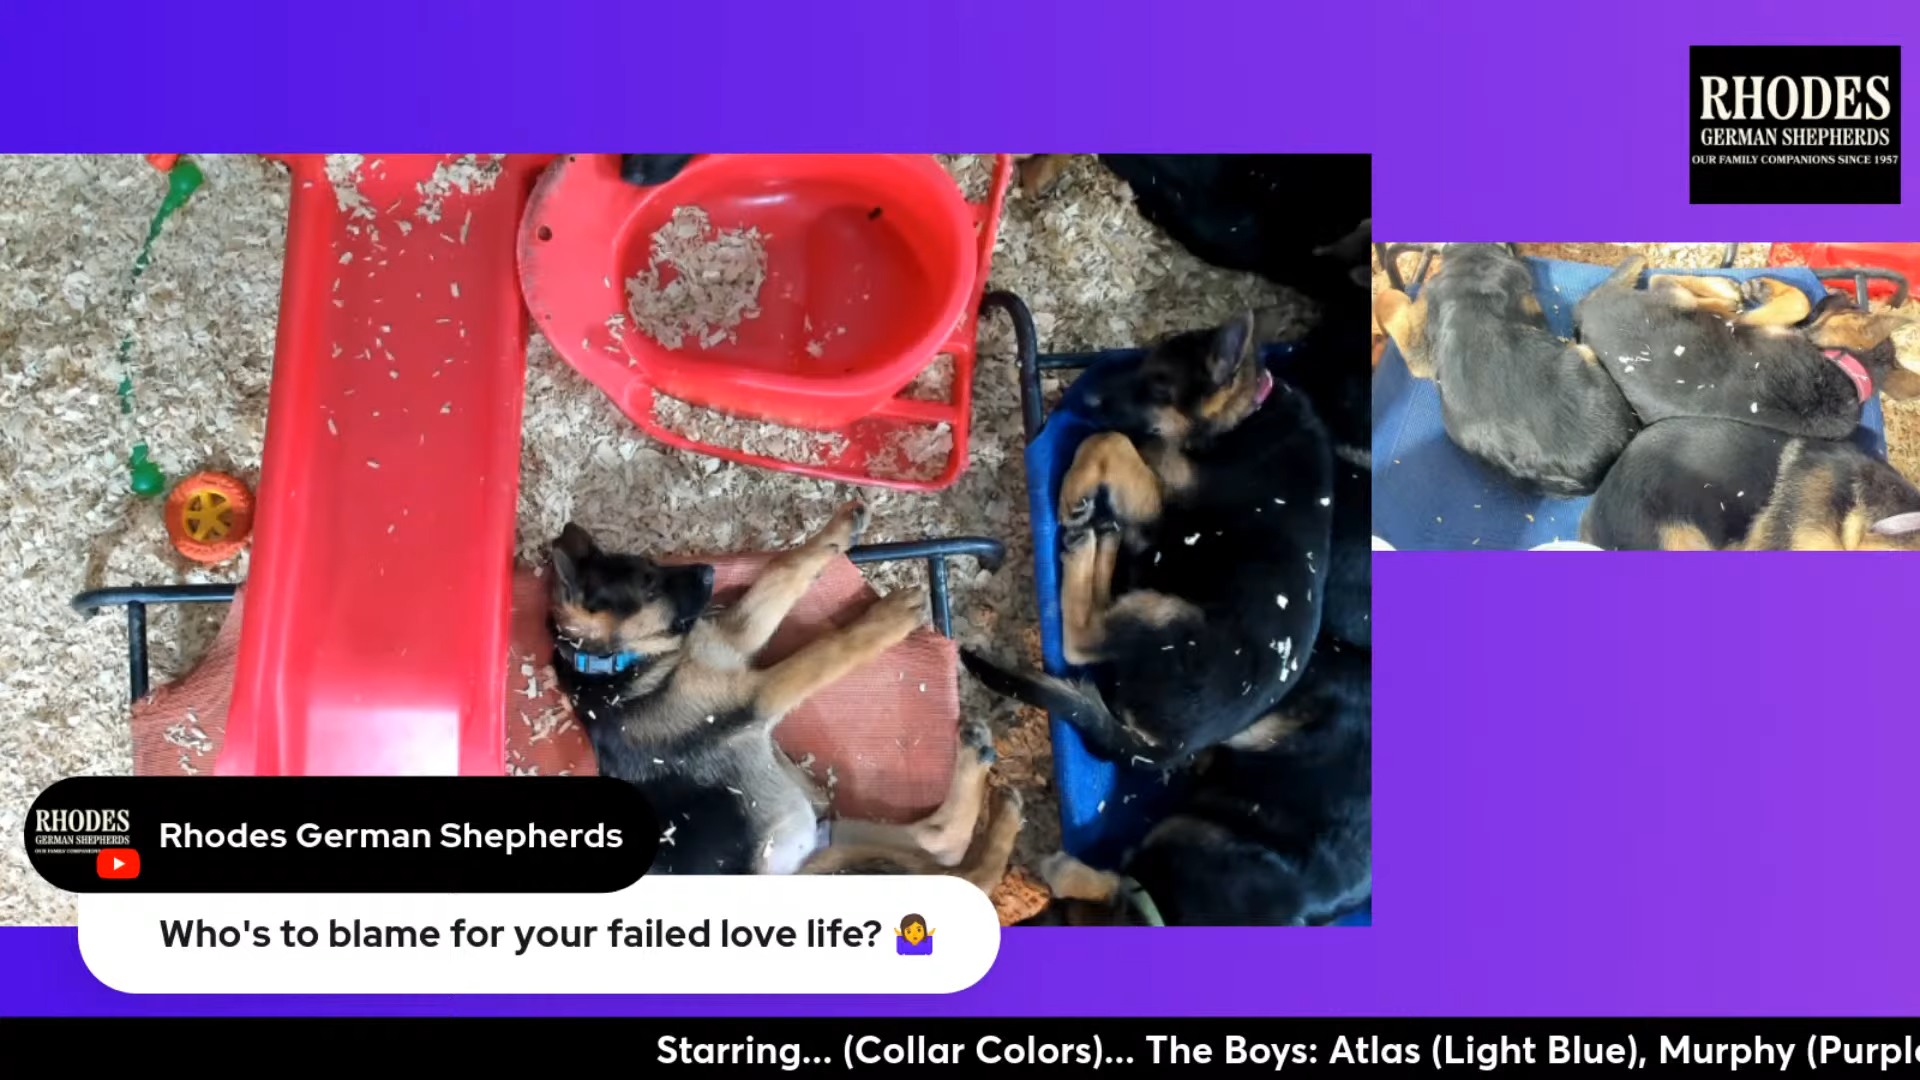 RHODES
GERMAN SHEPHERDS
OUR FAMILY COMPANIONS SINCE 1957
RHODES
GERMAN SHEPHERDS
Rhodes German Shepherds
Who's to blame for your failed love life? 🤷‍♀️
Starring... (Collar Colors)... The Boys: Atlas (Light Blue), Murphy (Purple